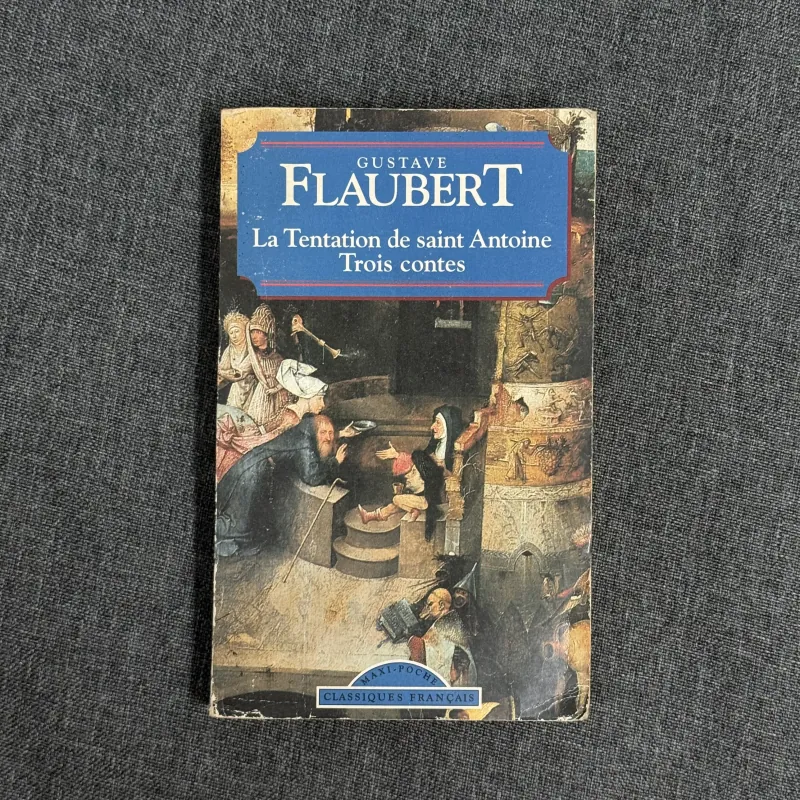 GUSTAVE
FLAUBERT
La Tentation de saint Antoine
Trois contes
MAXI-POCHE
CLASSIQUES FRANÇAIS